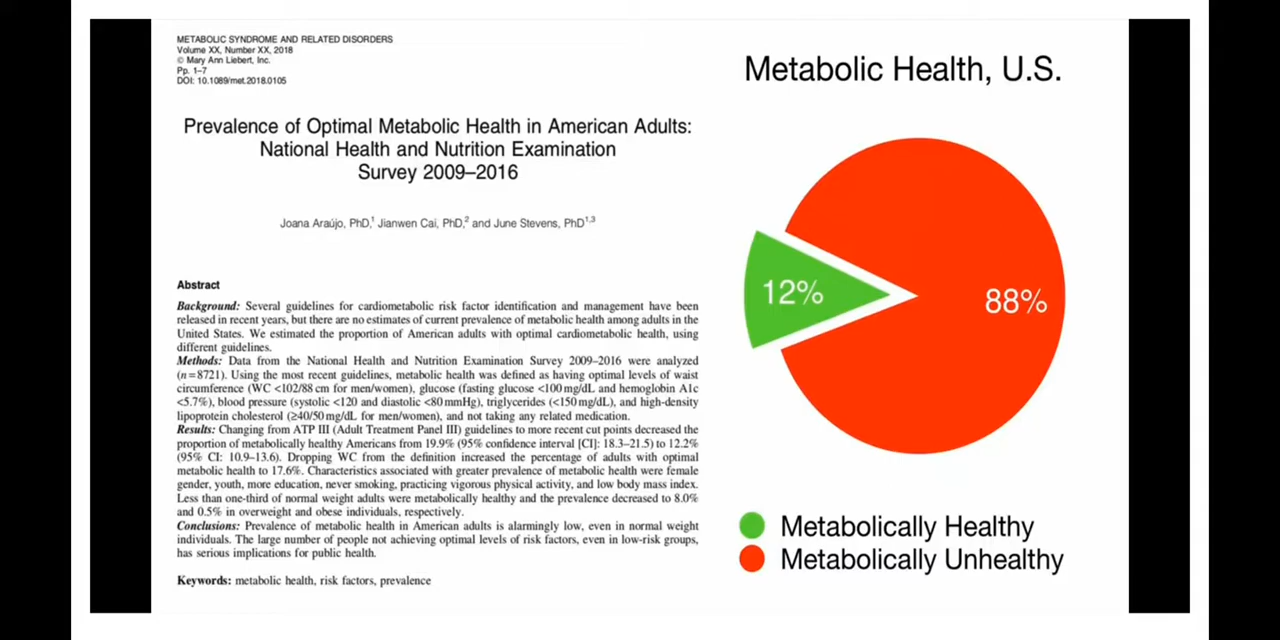 METABOLIC SYNDROME AND RELATED DISORDERS
Volume XX, Number XX, 2018
© Mary Ann Liebert, Inc.
Pp. 1–7
DOI: 10.1089/met.2018.0105
Prevalence of Optimal Metabolic Health in American Adults:
National Health and Nutrition Examination
Survey 2009–2016
Joana Araújo, PhD,1 Jianwen Cai, PhD,2 and June Stevens, PhD1,3
Abstract
Background: Several guidelines for cardiometabolic risk factor identification and management have been
released in recent years, but there are no estimates of current prevalence of metabolic health among adults in the
United States. We estimated the proportion of American adults with optimal cardiometabolic health, using
different guidelines.
Methods: Data from the National Health and Nutrition Examination Survey 2009–2016 were analyzed
(n=8721). Using the most recent guidelines, metabolic health was defined as having optimal levels of waist
circumference (WC <102/88 cm for men/women), glucose (fasting glucose <100 mg/dL and hemoglobin A1c
<5.7%), blood pressure (systolic <120 and diastolic <80 mmHg), triglycerides (<150 mg/dL), and high-density
lipoprotein cholesterol (≥40/50 mg/dL for men/women), and not taking any related medication.
Results: Changing from ATP III (Adult Treatment Panel III) guidelines to more recent cut points decreased the
proportion of metabolically healthy Americans from 19.9% (95% confidence interval [CI]: 18.3–21.5) to 12.2%
(95% CI: 10.9–13.6). Dropping WC from the definition increased the percentage of adults with optimal
metabolic health to 17.6%. Characteristics associated with greater prevalence of metabolic health were female
gender, youth, more education, never smoking, practicing vigorous physical activity, and low body mass index.
Less than one-third of normal weight adults were metabolically healthy and the prevalence decreased to 8.0%
and 0.5% in overweight and obese individuals, respectively.
Conclusions: Prevalence of metabolic health in American adults is alarmingly low, even in normal weight
individuals. The large number of people not achieving optimal levels of risk factors, even in low-risk groups,
has serious implications for public health.
Keywords: metabolic health, risk factors, prevalence
Metabolic Health, U.S.
12%
88%
Metabolically Healthy
Metabolically Unhealthy